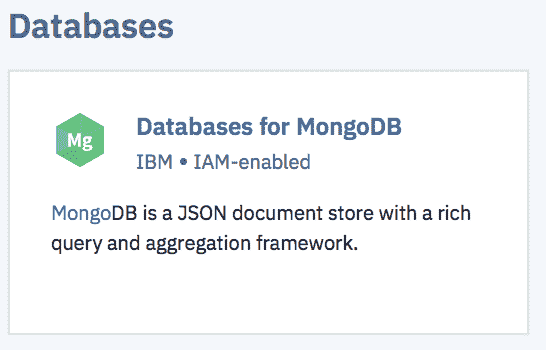 Databases
Mg
Databases for MongoDB
IBM • IAM-enabled
MongoDB is a JSON document store with a rich
query and aggregation framework.